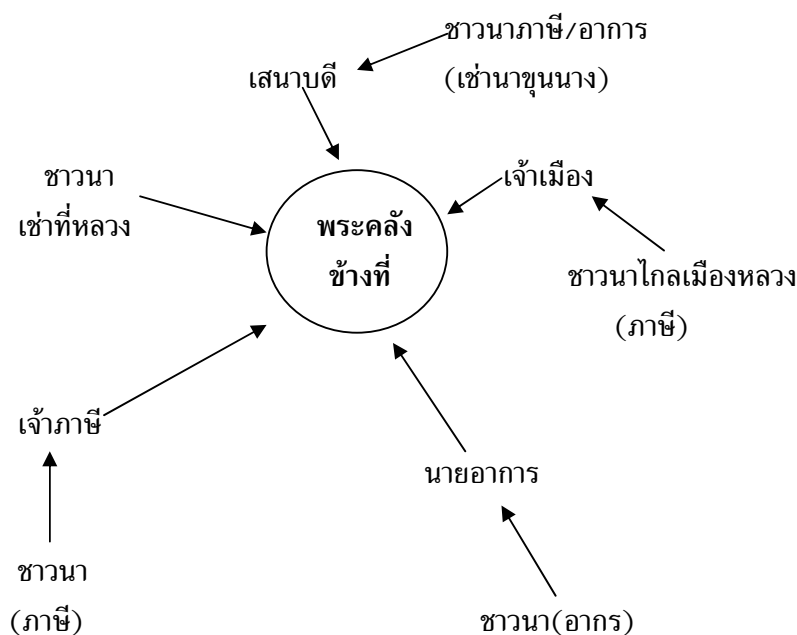 ชาวนาภาษี/อาการ
เสนาบดี
(เช่านาขุนนาง)
ชาวนา
เช่าที่หลวง
เจ้าเมือง
พระคลัง
ข้างที่
ชาวนาไกลเมืองหลวง
(ภาษี)
เจ้าภาษี
นายอาการ
ชาวนา
(ภาษี)
ชาวนา(อากร)